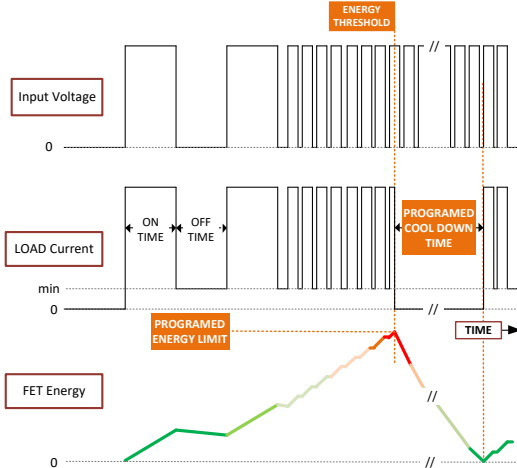 ENERGY
THRESHOLD
//
Input Voltage
0
ON
TIME
OFF
TIME
PROGRAMED
COOL DOWN
TIME
LOAD Current
min
0
//
PROGRAMED
ENERGY LIMIT
TIME
FET Energy
//
0
//